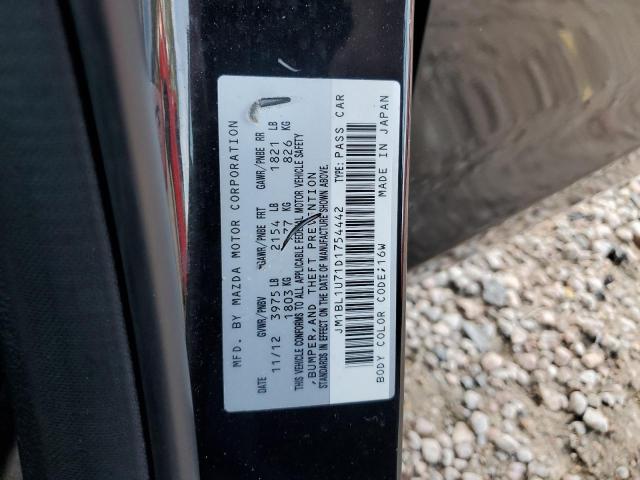 MFD. BY MAZDA MOTOR CORPORATION
DATE GVWR/PNBV GAWR/PNBE FRT GAWR/PNBE RR
11/12 3975 LB 2154 LB 1821 LB
1803 KG 977 KG 826 KG
THIS VEHICLE CONFORMS TO ALL APPLICABLE FEDERAL MOTOR VEHICLE SAFETY
,BUMPER,AND THEFT PREVENTION
STANDARDS IN EFFECT ON THE DATE OF MANUFACTURE SHOWN ABOVE.
JM1BL1U71D1754442 TYPE: PASS CAR
BODY COLOR CODE;16W MADE IN JAPAN